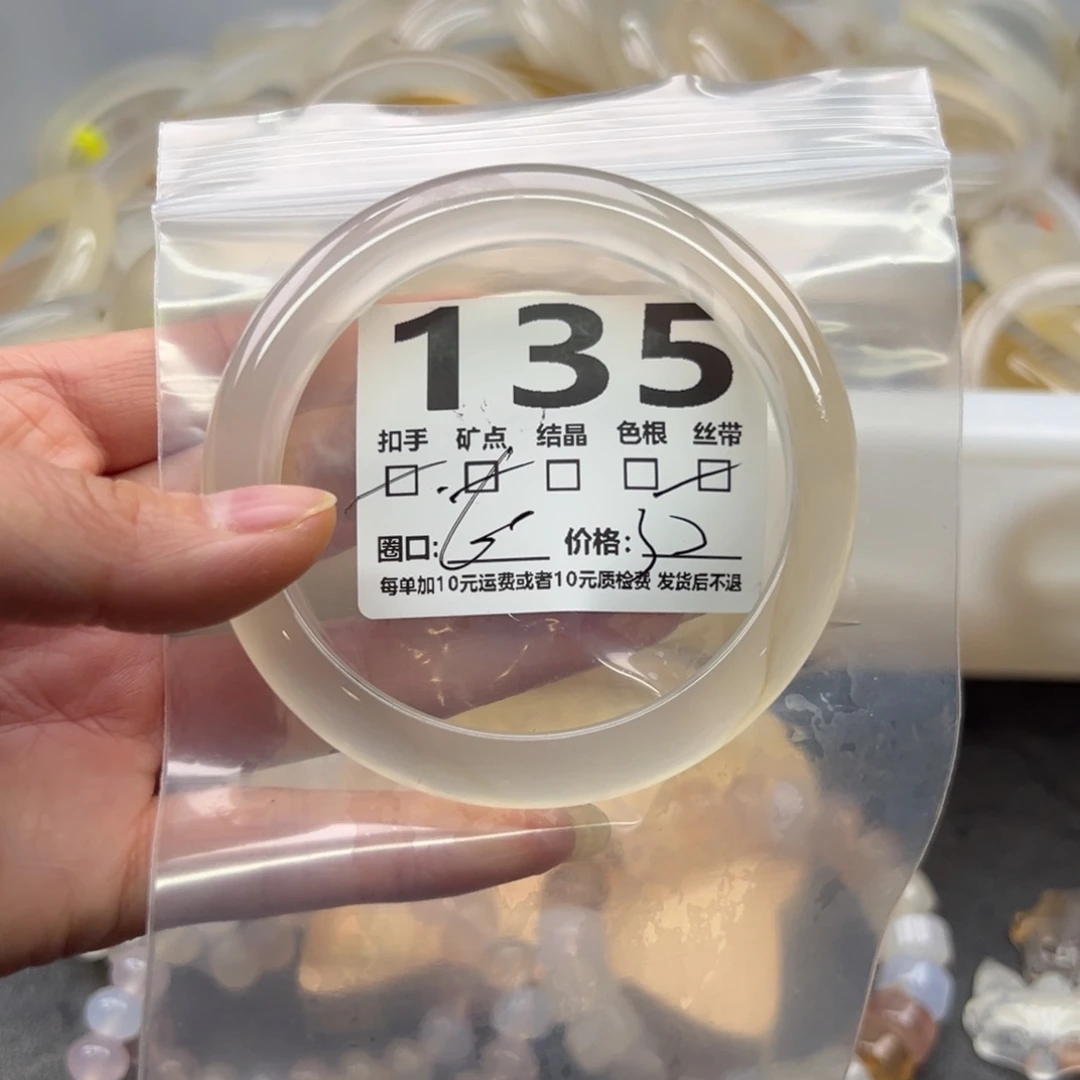 135
扣手 矿点 结晶 色根 丝带
圈口: 价格:
每单加10元运费或者10元质检费 发货后不退